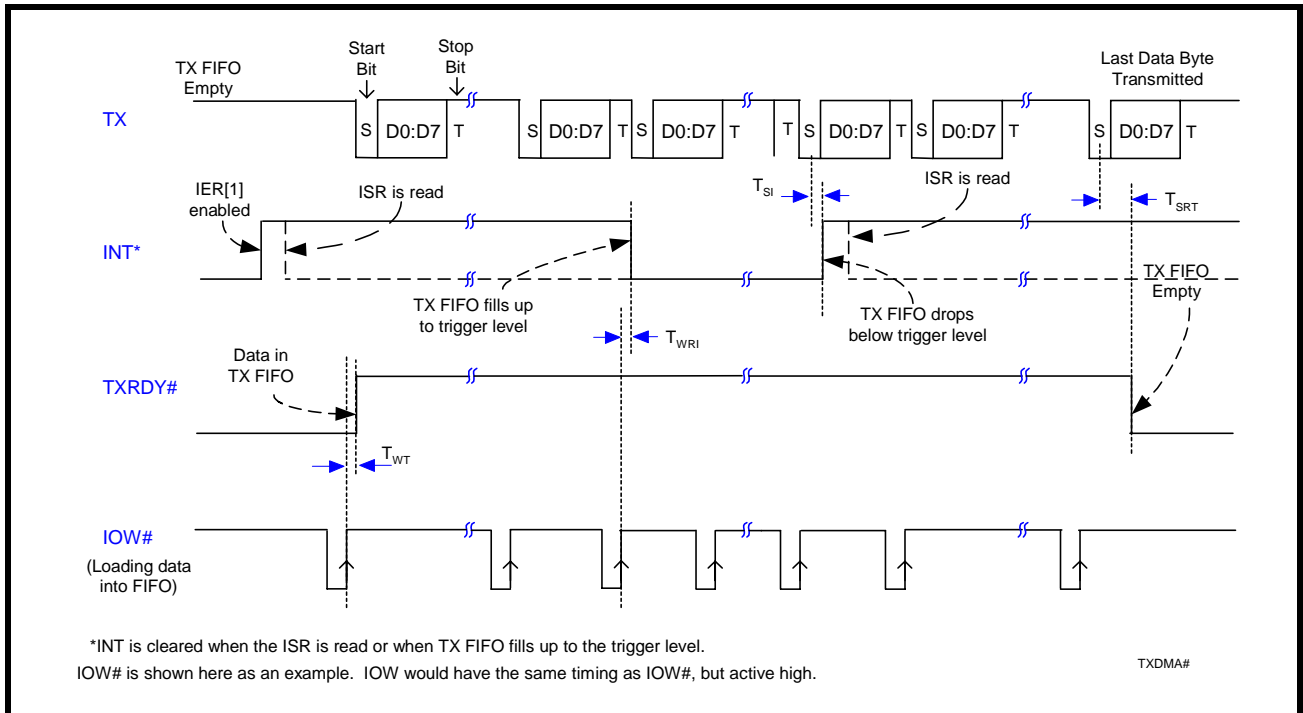 TX FIFO
Empty
Start
Bit
Stop
Bit
Last Data Byte
Transmitted
TX
S D0:D7 T S D0:D7 T S D0:D7 T T S D0:D7 T S D0:D7 T S D0:D7 T
IER[1]
enabled
ISR is read
TSI
ISR is read
TSRT
INT*
TX FIFO fills up
to trigger level
TX FIFO drops
below trigger level
TX FIFO
Empty
TWRI
Data in
TX FIFO
TXRDY#
TWT
IOW#
(Loading data
into FIFO)
*INT is cleared when the ISR is read or when TX FIFO fills up to the trigger level.
IOW# is shown here as an example. IOW would have the same timing as IOW#, but active high.
TXDMA#